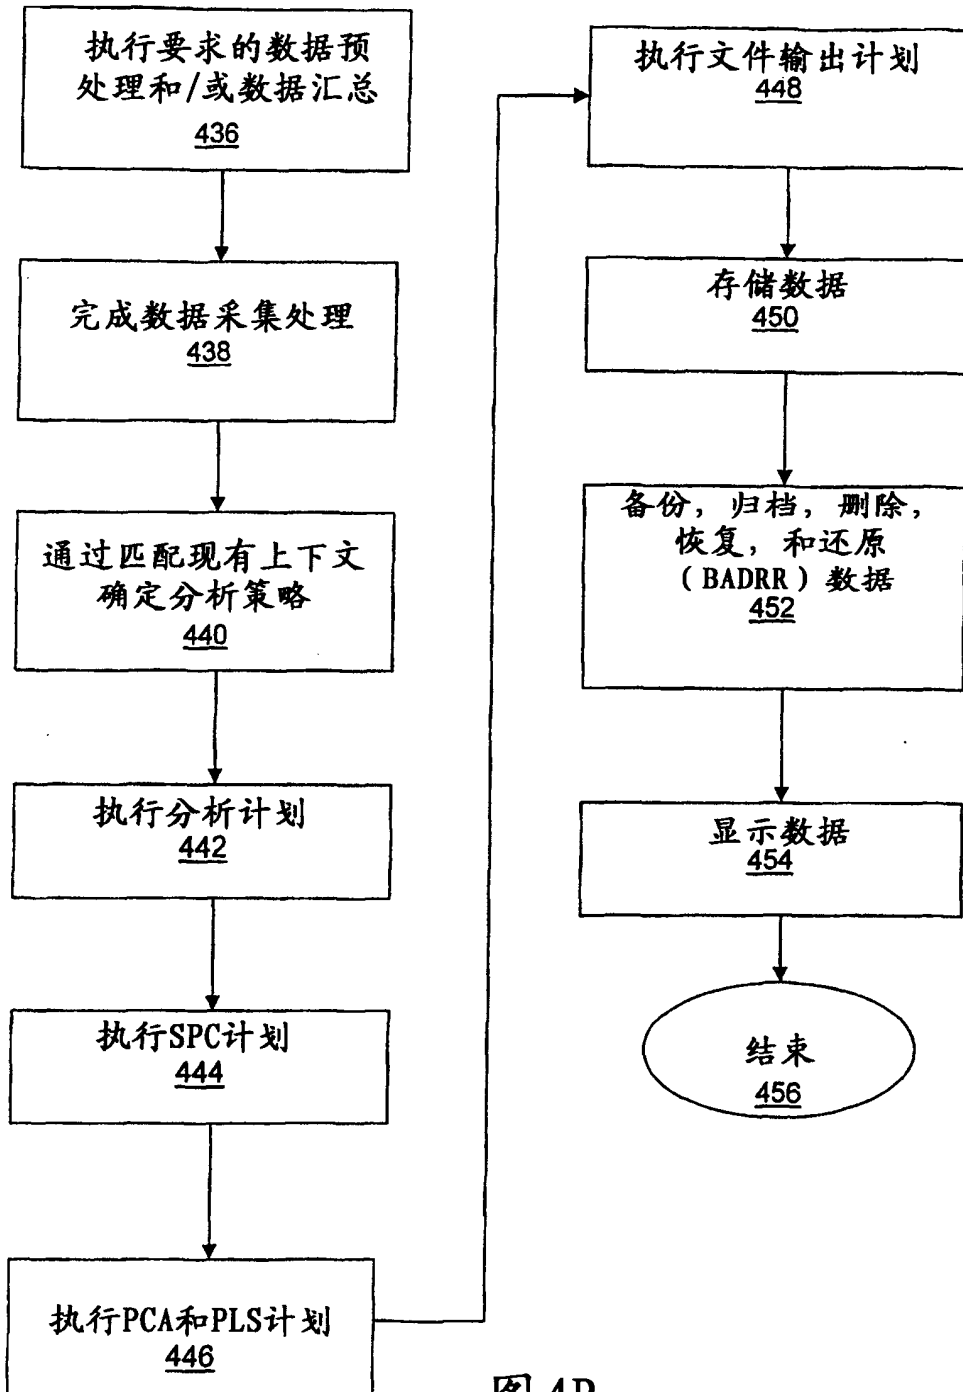 执行要求的数据预
处理和/或数据汇总
436
完成数据采集处理
438
通过匹配现有上下文
确定分析策略
440
执行分析计划
442
执行SPC计划
444
执行PCA和PLS计划
446
执行文件输出计划
448
存储数据
450
备份，归档，删除，
恢复，和还原
（BADRR）数据
452
显示数据
454
结束
456
图 4B